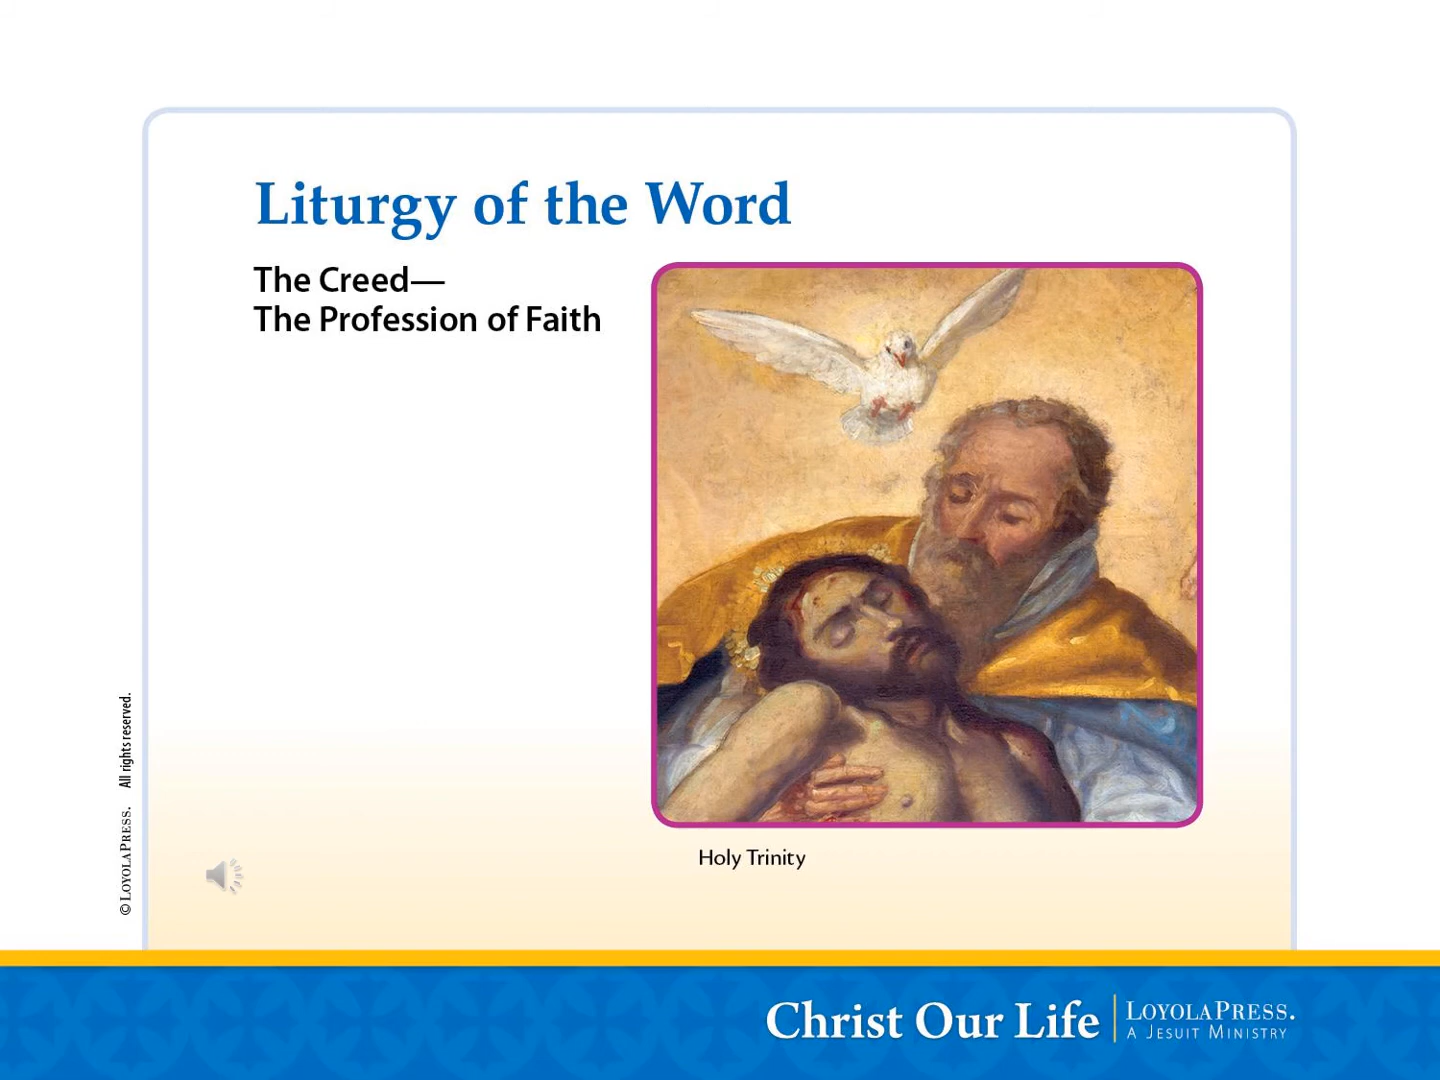 Liturgy of the Word
The Creed—
The Profession of Faith
Holy Trinity
© LOYOLAPRESS. All rights reserved.
Christ Our Life
LOYOLAPRESS.
A JESUIT MINISTRY